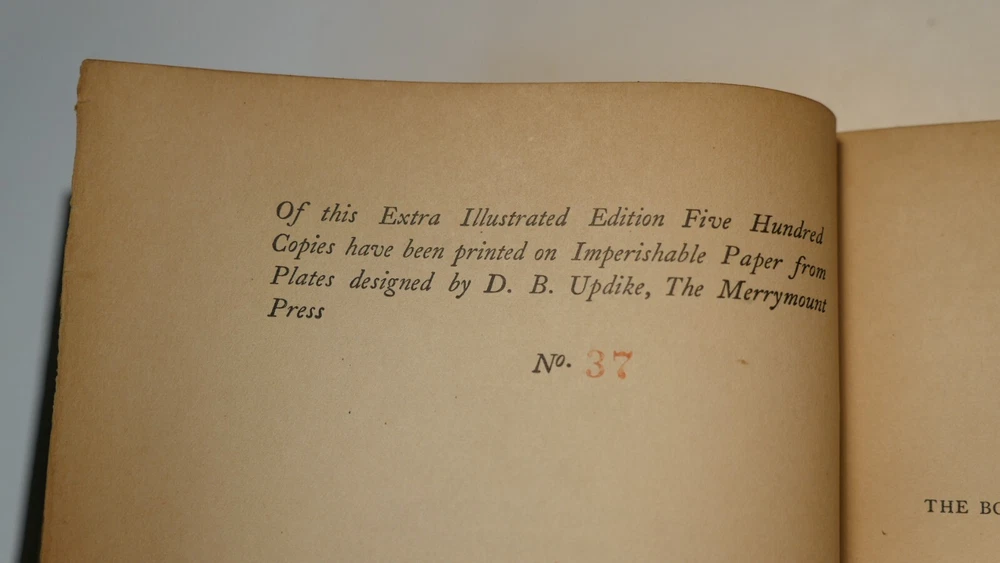 Of this Extra Illustrated Edition Five Hundred
Copies have been printed on Imperishable Paper from
Plates designed by D. B. Updike, The Merrymount
Press
No. 37
THE